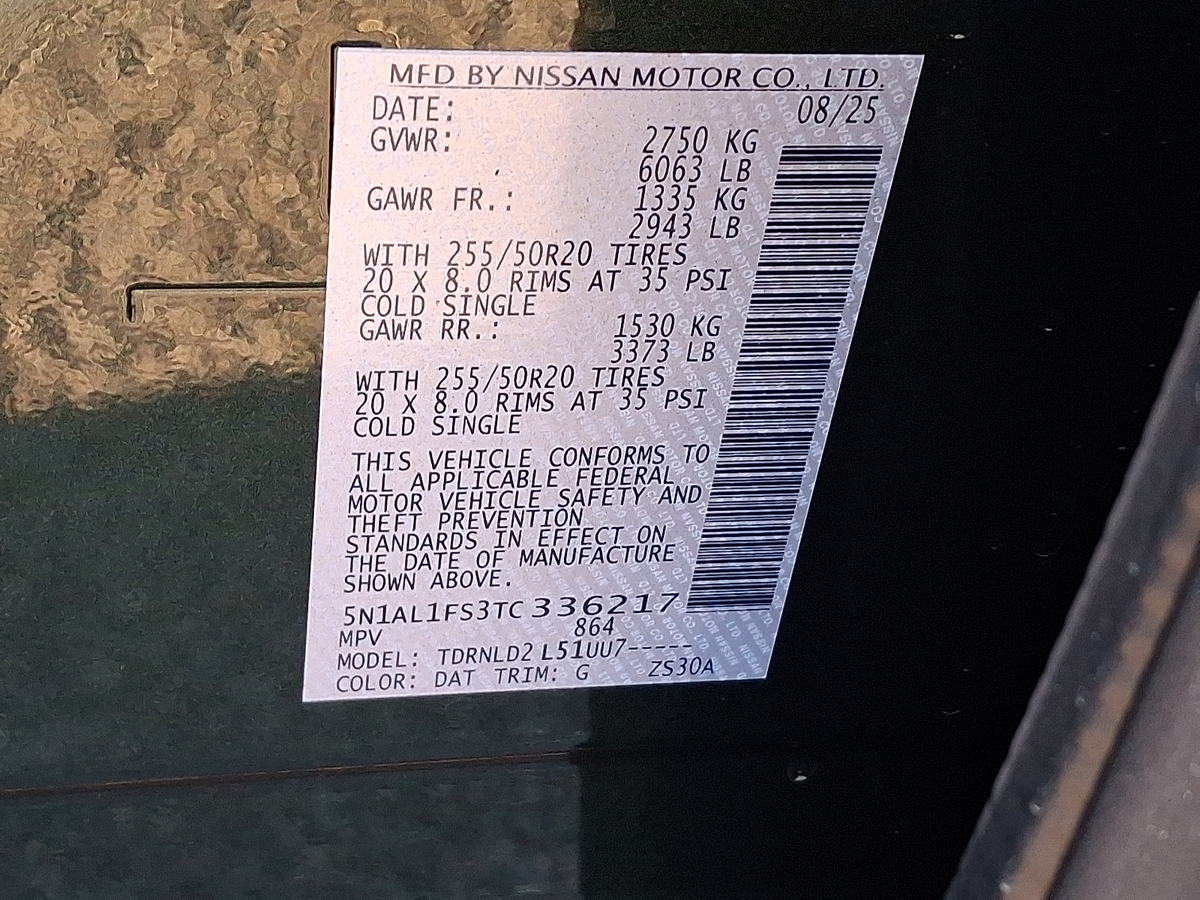 MFD BY NISSAN MOTOR CO., LTD.
DATE: 08/25
GVWR: 2750 KG
6063 LB
GAWR FR.: 1335 KG
2943 LB
WITH 255/50R20 TIRES
20 X 8.0 RIMS AT 35 PSI
COLD SINGLE
GAWR RR.: 1530 KG
3373 LB
WITH 255/50R20 TIRES
20 X 8.0 RIMS AT 35 PSI
COLD SINGLE
THIS VEHICLE CONFORMS TO
ALL APPLICABLE FEDERAL
MOTOR VEHICLE SAFETY AND
THEFT PREVENTION
STANDARDS IN EFFECT ON
THE DATE OF MANUFACTURE
SHOWN ABOVE.
5N1AL1FS3TC336217
MPV 864
MODEL: TDRNLD2L51UU7-----
COLOR: DAT TRIM: G ZS30A